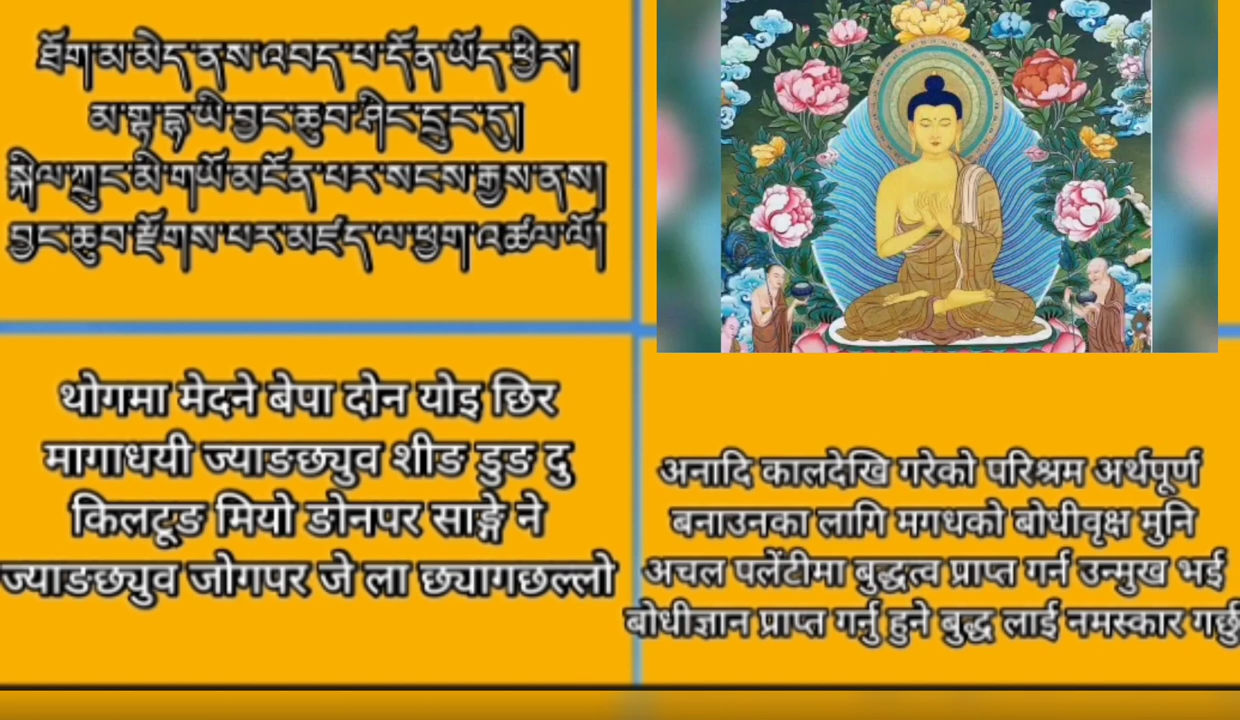 ཐོག་མ་མེད་ནས་འབད་པ་དོན་ཡོད་ཕྱིར།
མ་གྷ་དྷཱ་ཡི་བྱང་ཆུབ་ཤིང་དྲུང་དུ།
སྐྱིལ་ཀྲུང་མི་གཡོ་མངོན་པར་སངས་རྒྱས་ནས།
བྱང་ཆུབ་རྫོགས་པར་མཛད་ལ་ཕྱག་འཚལ་ལོ།
थोगमा मेदने बेपा दोन योइ छिर
मागाधयी ज्याङछ्युव शीङ डुङ दु
किलटूङ मियो ङोनपर साङ्गे ने
ज्याङछ्युव जोगपर जे ला छ्यागछल्लो
अनादि कालदेखि गरेको परिश्रम अर्थपूर्ण
बनाउनका लागि मगधको बोधीवृक्ष मुनि
अचल पलेंटीमा बुद्धत्व प्राप्त गर्न उन्मुख भई
बोधीज्ञान प्राप्त गर्नु हुने बुद्ध लाई नमस्कार गर्छु